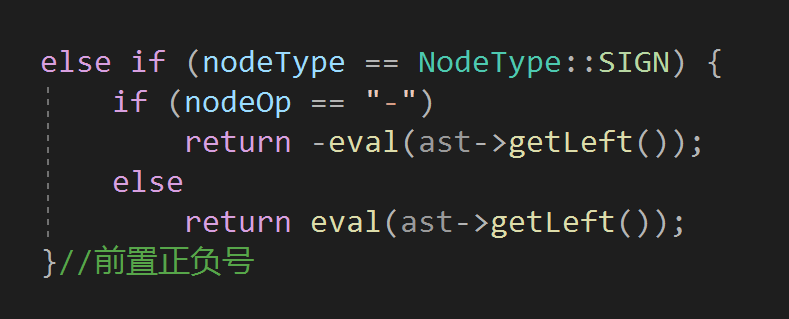 else if (nodeType == NodeType::SIGN) {
if (nodeOp == "-")
return -eval(ast->getLeft());
else
return eval(ast->getLeft());
}//前置正负号